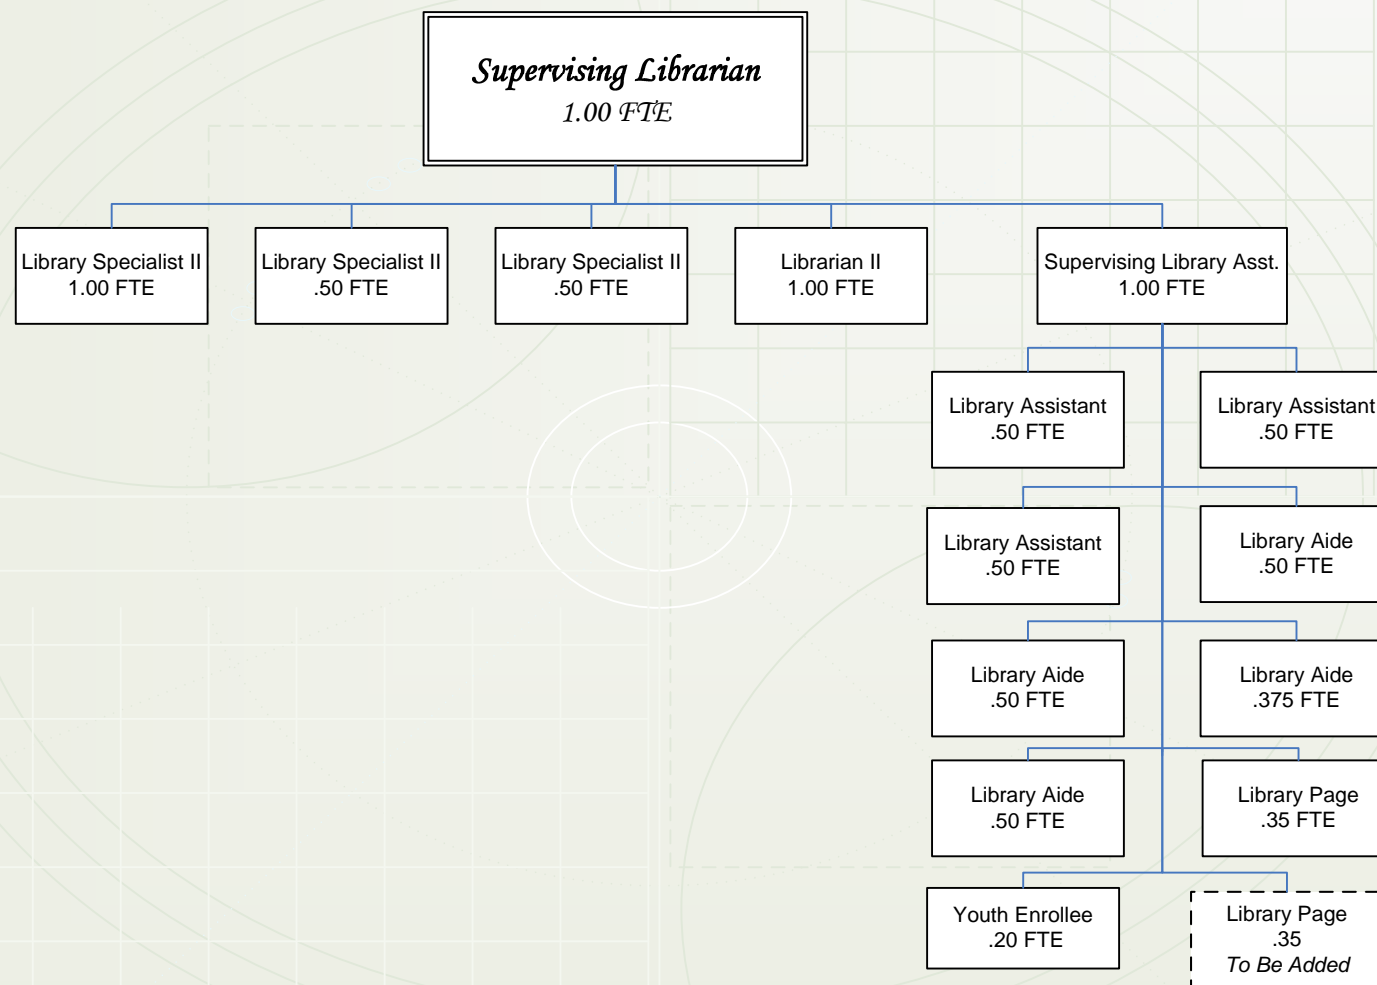 Supervising Librarian
1.00 FTE
Library Specialist II
1.00 FTE
Library Specialist II
.50 FTE
Library Specialist II
.50 FTE
Librarian II
1.00 FTE
Supervising Library Asst.
1.00 FTE
Library Assistant
.50 FTE
Library Assistant
.50 FTE
Library Assistant
.50 FTE
Library Aide
.50 FTE
Library Aide
.50 FTE
Library Aide
.375 FTE
Library Aide
.50 FTE
Library Page
.35 FTE
Youth Enrollee
.20 FTE
Library Page
.35
To Be Added